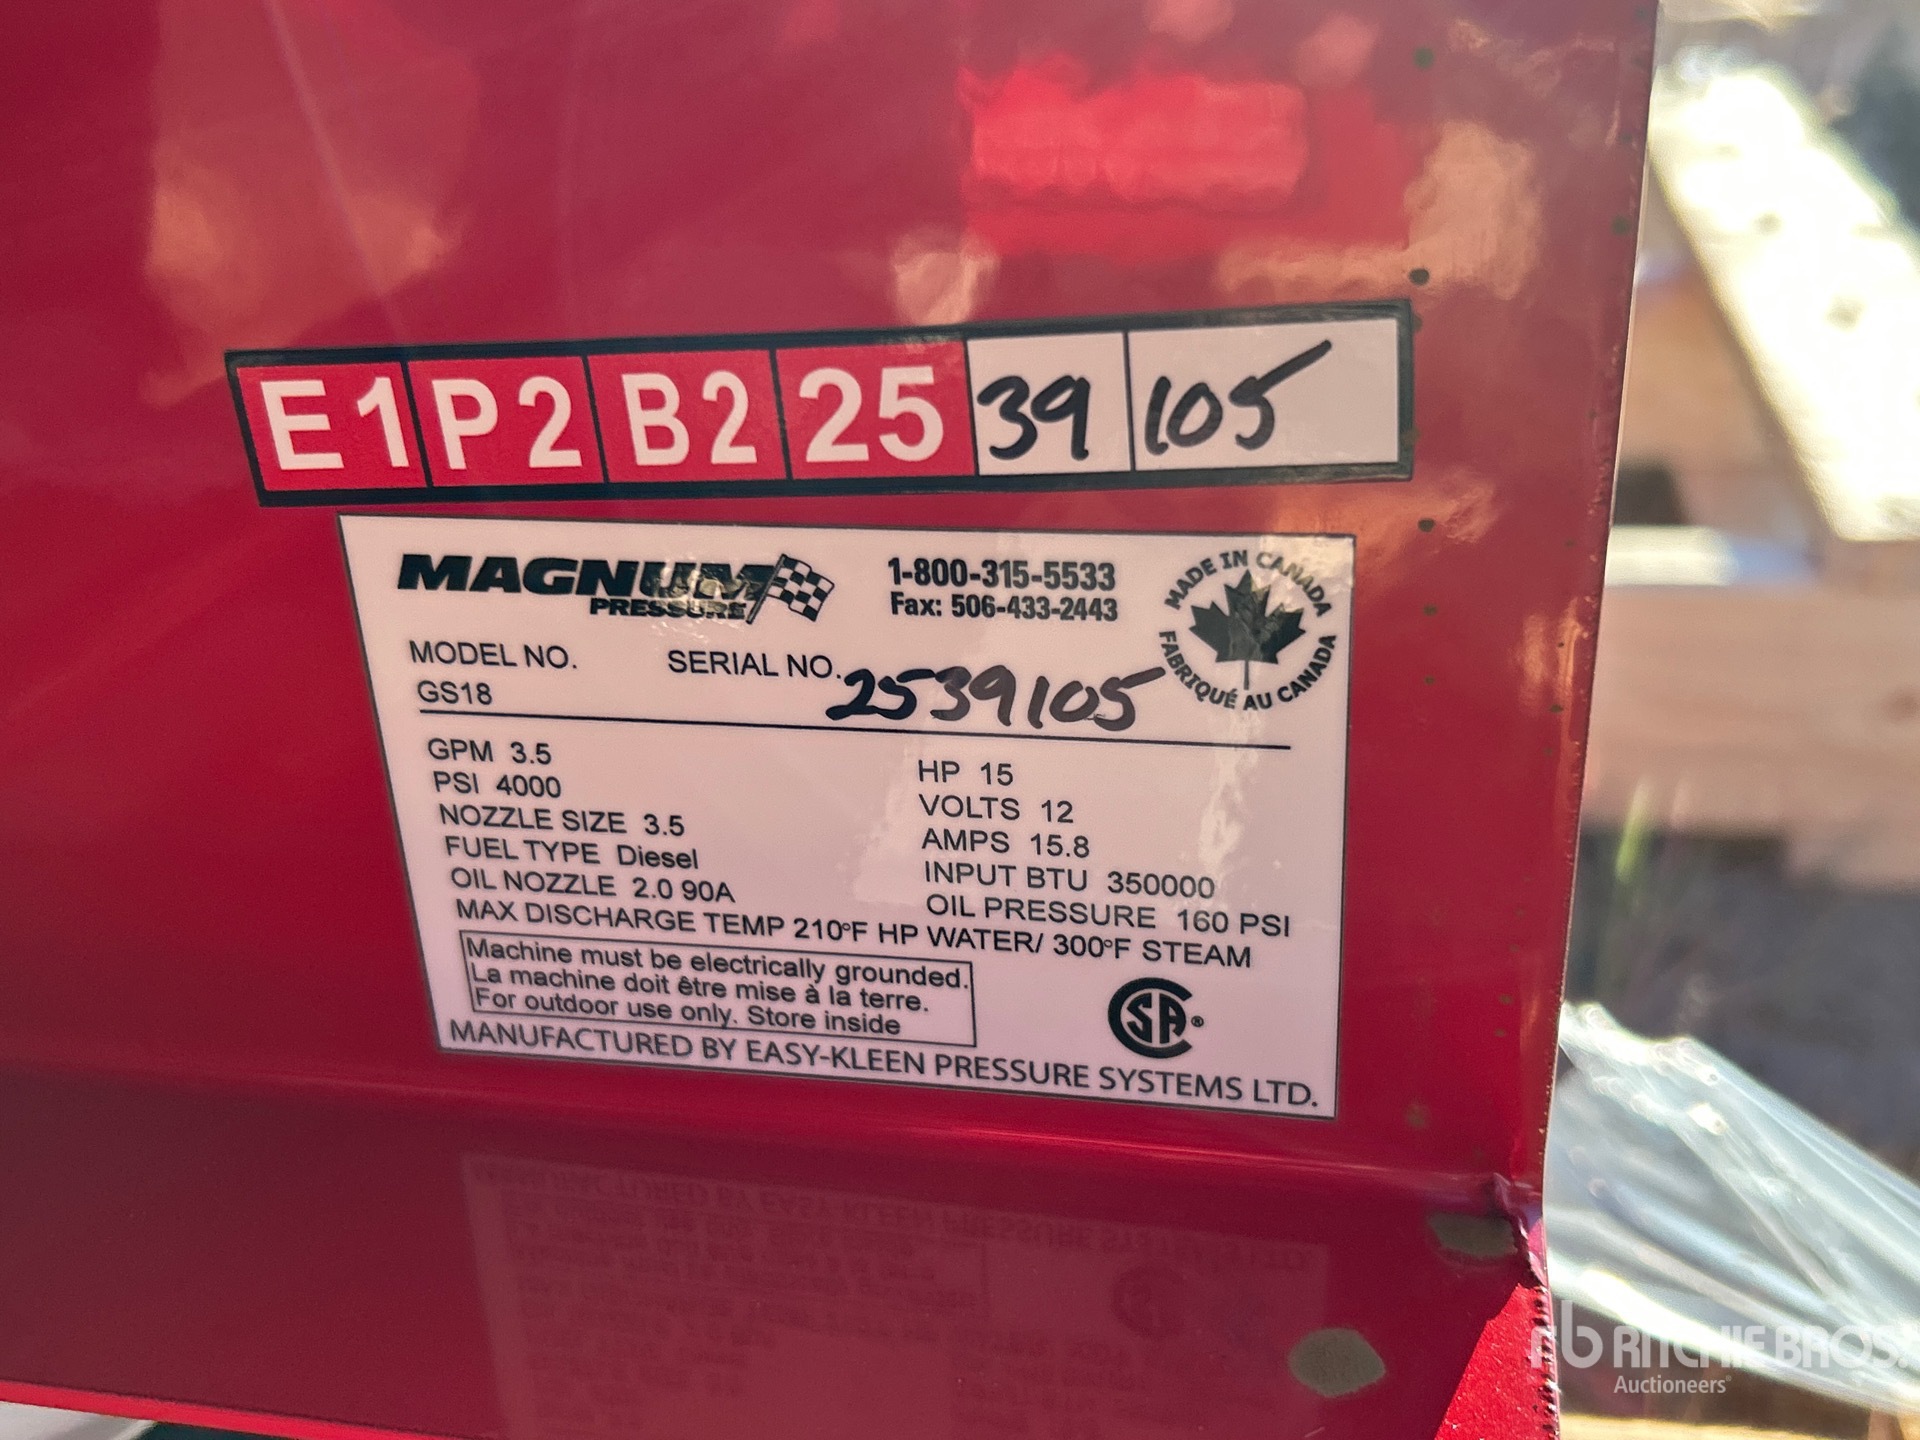 E1 P2 B2 25 39 105
MAGNUM PRESSURE
1-800-315-5533
Fax: 506-433-2443
MADE IN CANADA
FABRIQUÉ AU CANADA
MODEL NO.
GS18
SERIAL NO. 2539105
GPM 3.5
PSI 4000
NOZZLE SIZE 3.5
FUEL TYPE Diesel
OIL NOZZLE 2.0 90A
HP 15
VOLTS 12
AMPS 15.8
INPUT BTU 350000
OIL PRESSURE 160 PSI
MAX DISCHARGE TEMP 210°F HP WATER/ 300°F STEAM
Machine must be electrically grounded.
La machine doit être mise à la terre.
For outdoor use only. Store inside
CSA®
MANUFACTURED BY EASY-KLEEN PRESSURE SYSTEMS LTD.
rb RITCHIE BROS.
Auctioneers